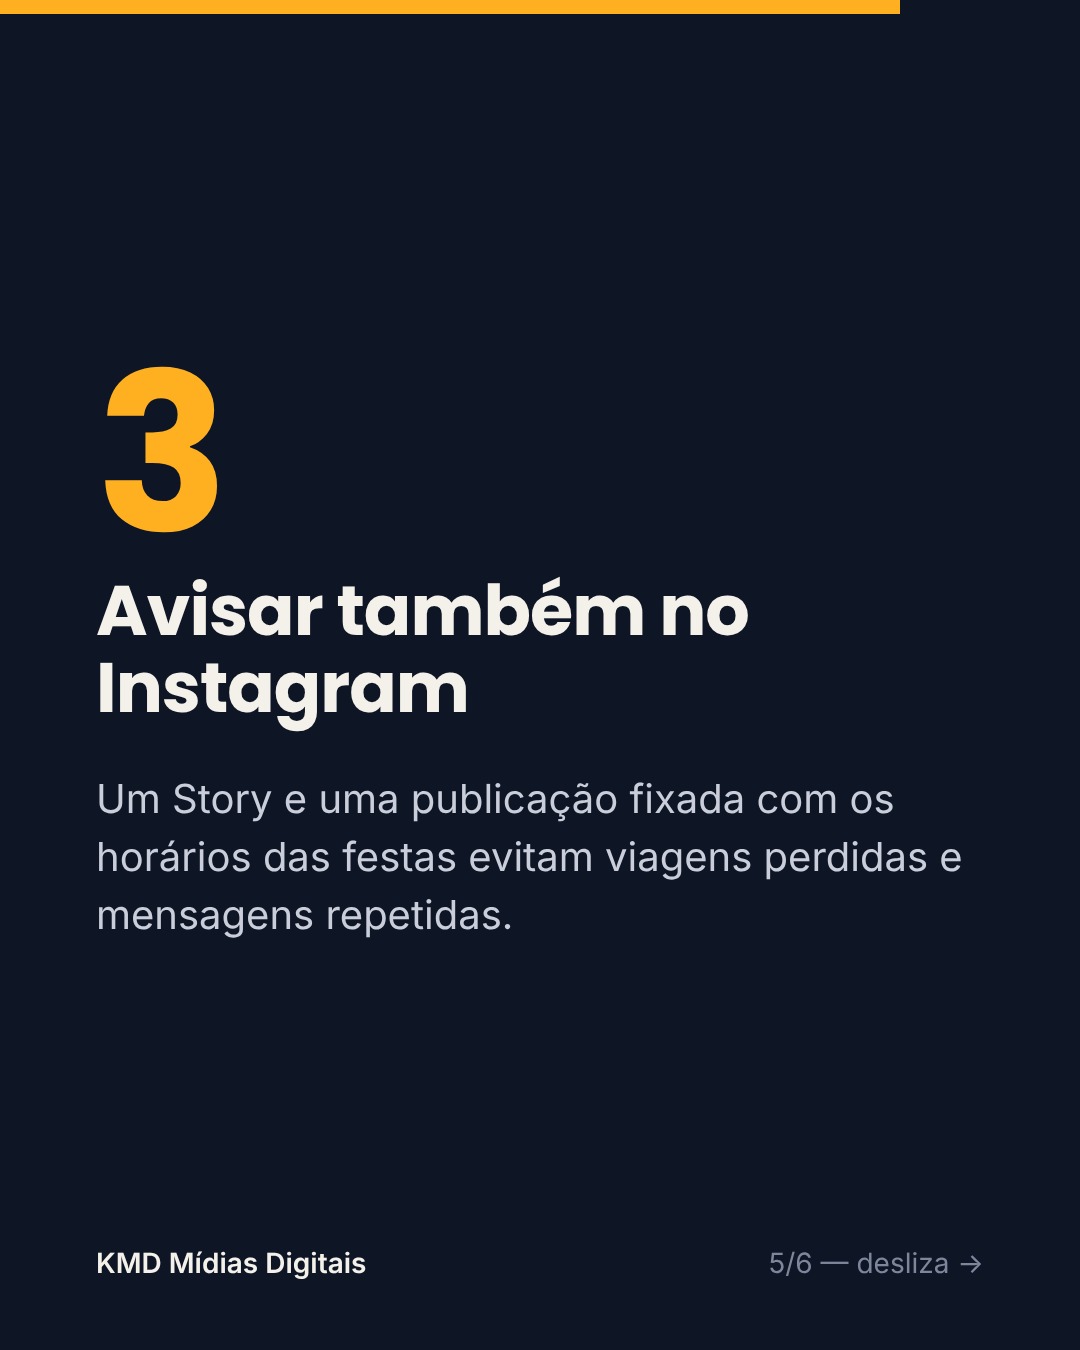 3
Avisar também no
Instagram
Um Story e uma publicação fixada com os
horários das festas evitam viagens perdidas e
mensagens repetidas.
KMD Mídias Digitais
5/6 — desliza →